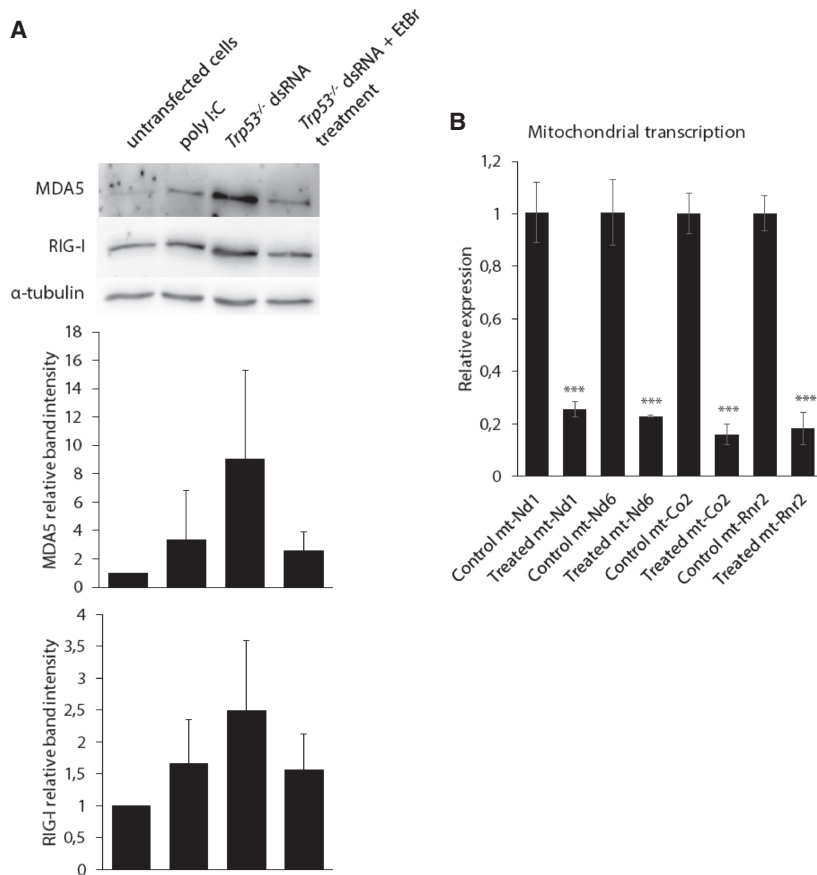 A
untransfected cells
poly I:C
Trp53-/- dsRNA
Trp53-/- dsRNA + EtBr
treatment
MDA5
RIG-I
α-tubulin
MDA5 relative band intensity
18
16
14
12
10
8
6
4
2
0
RIG-I relative band intensity
4
3,5
3
2,5
2
1,5
1
0,5
0
B
Mitochondrial transcription
Relative expression
1,2
1
0,8
0,6
0,4
0,2
0
***
***
***
***
Control mt-Nd1
Treated mt-Nd1
Control mt-Nd6
Treated mt-Nd6
Control mt-Co2
Treated mt-Co2
Control mt-Rnr2
Treated mt-Rnr2